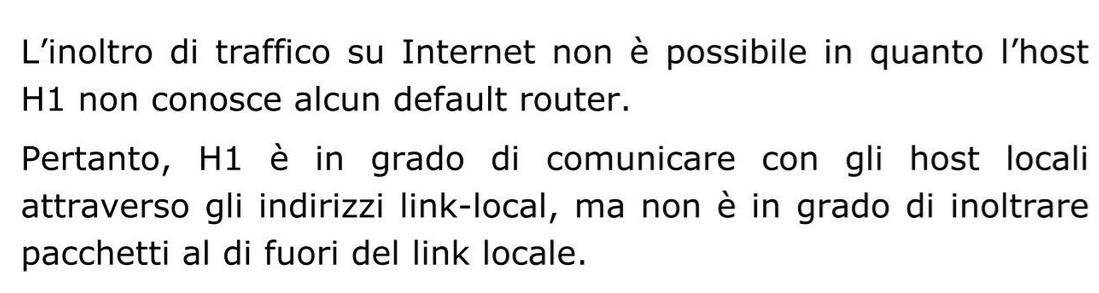 L’inoltro di traffico su Internet non è possibile in quanto l’host
H1 non conosce alcun default router.
Pertanto, H1 è in grado di comunicare con gli host locali
attraverso gli indirizzi link-local, ma non è in grado di inoltrare
pacchetti al di fuori del link locale.